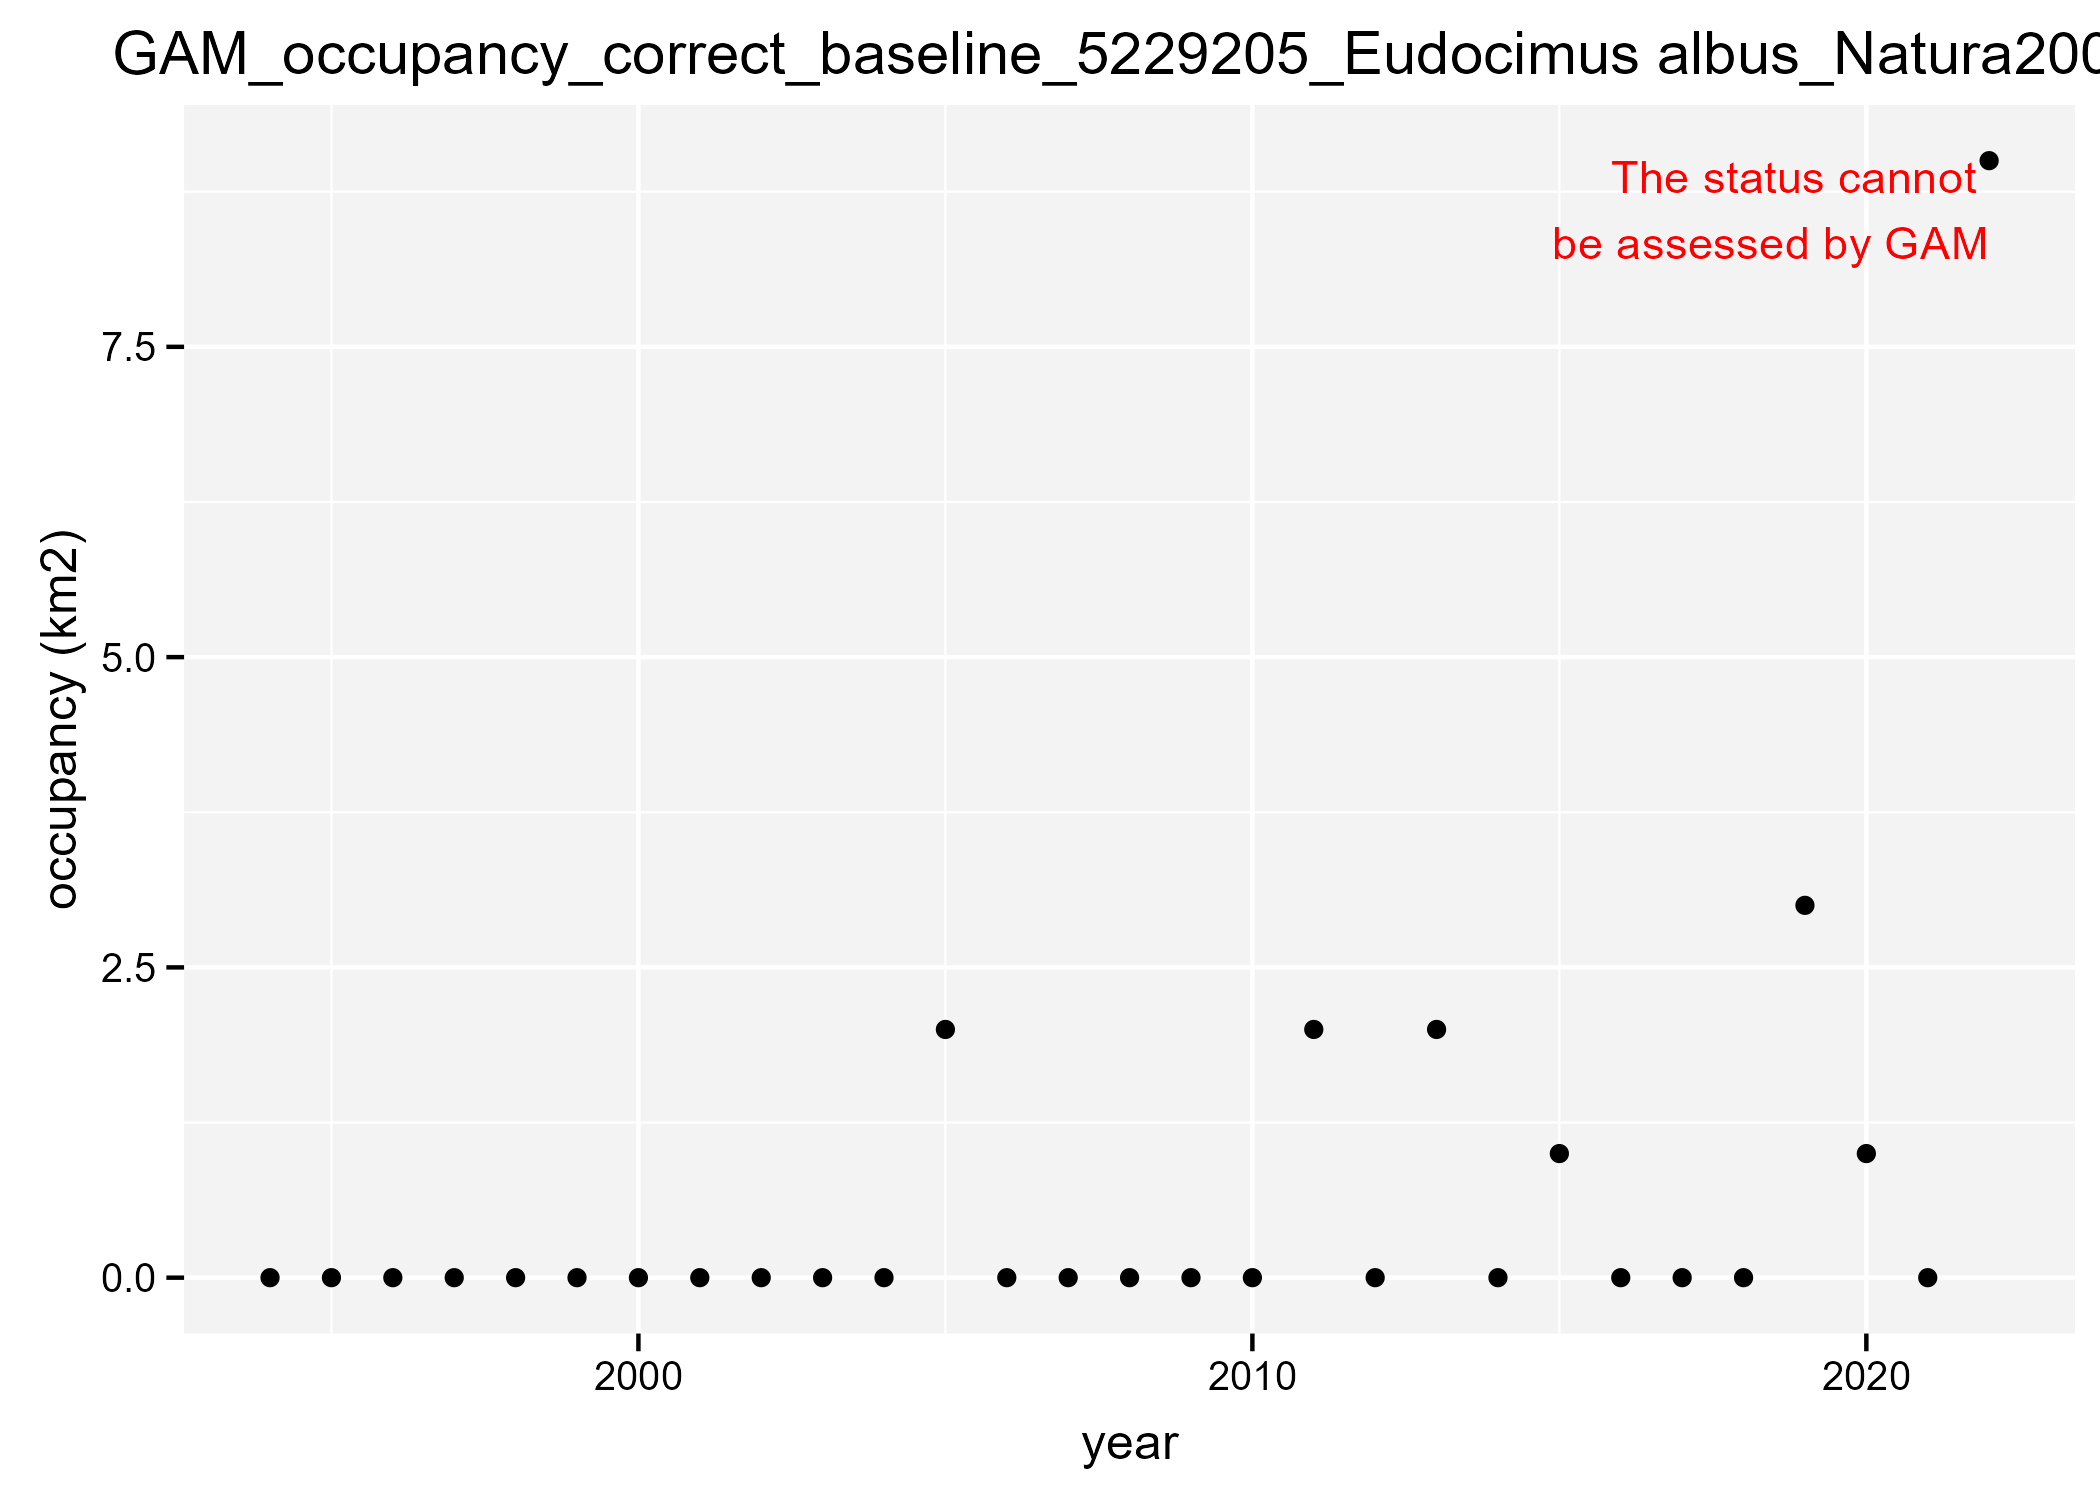 GAM_occupancy_correct_baseline_5229205_Eudocimus albus_Natura200
The status cannot
be assessed by GAM
7.5
5.0
2.5
0.0
occupancy (km2)
2000 2010 2020
year